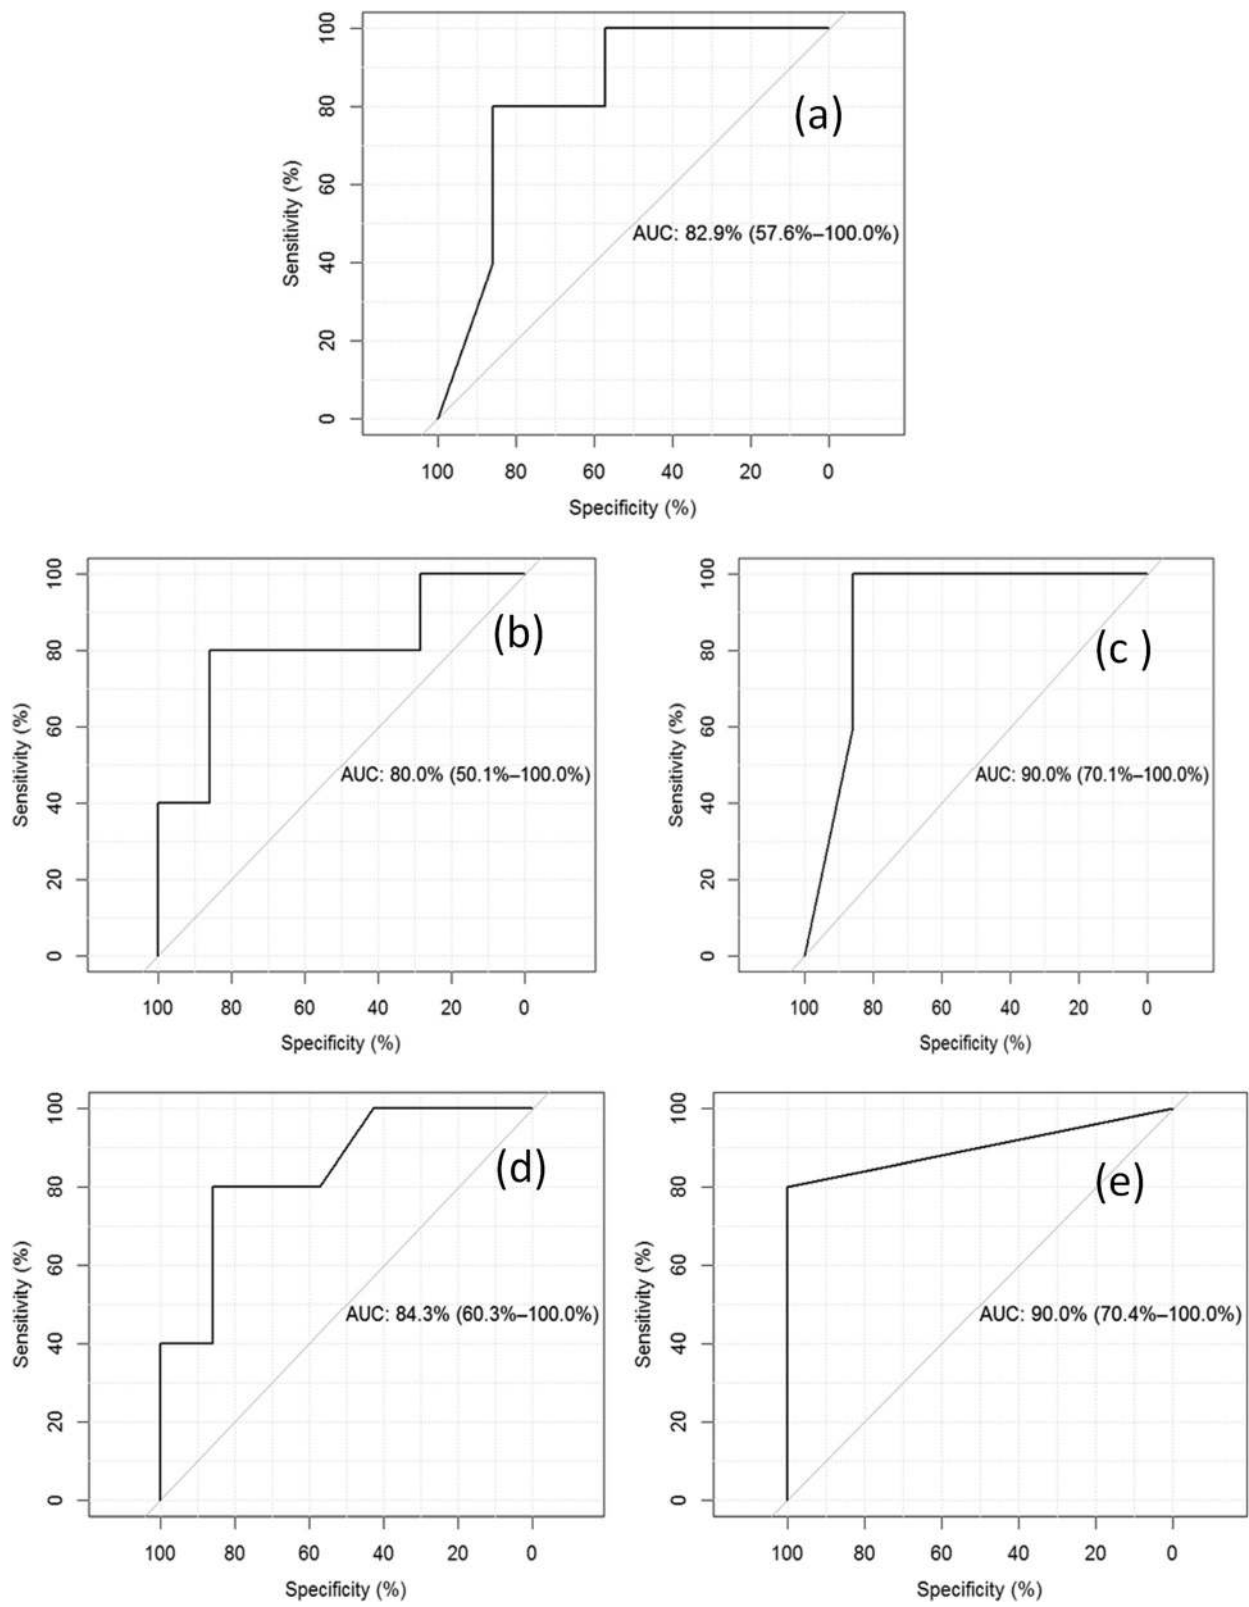 100
80
60
40
20
0
Sensitivity (%)
(a)
AUC: 82.9% (57.6%–100.0%)
100 80 60 40 20 0
Specificity (%)
100
80
60
40
20
0
Sensitivity (%)
(b)
AUC: 80.0% (50.1%–100.0%)
100 80 60 40 20 0
Specificity (%)
100
80
60
40
20
0
Sensitivity (%)
(c )
AUC: 90.0% (70.1%–100.0%)
100 80 60 40 20 0
Specificity (%)
100
80
60
40
20
0
Sensitivity (%)
(d)
AUC: 84.3% (60.3%–100.0%)
100 80 60 40 20 0
Specificity (%)
100
80
60
40
20
0
Sensitivity (%)
(e)
AUC: 90.0% (70.4%–100.0%)
100 80 60 40 20 0
Specificity (%)